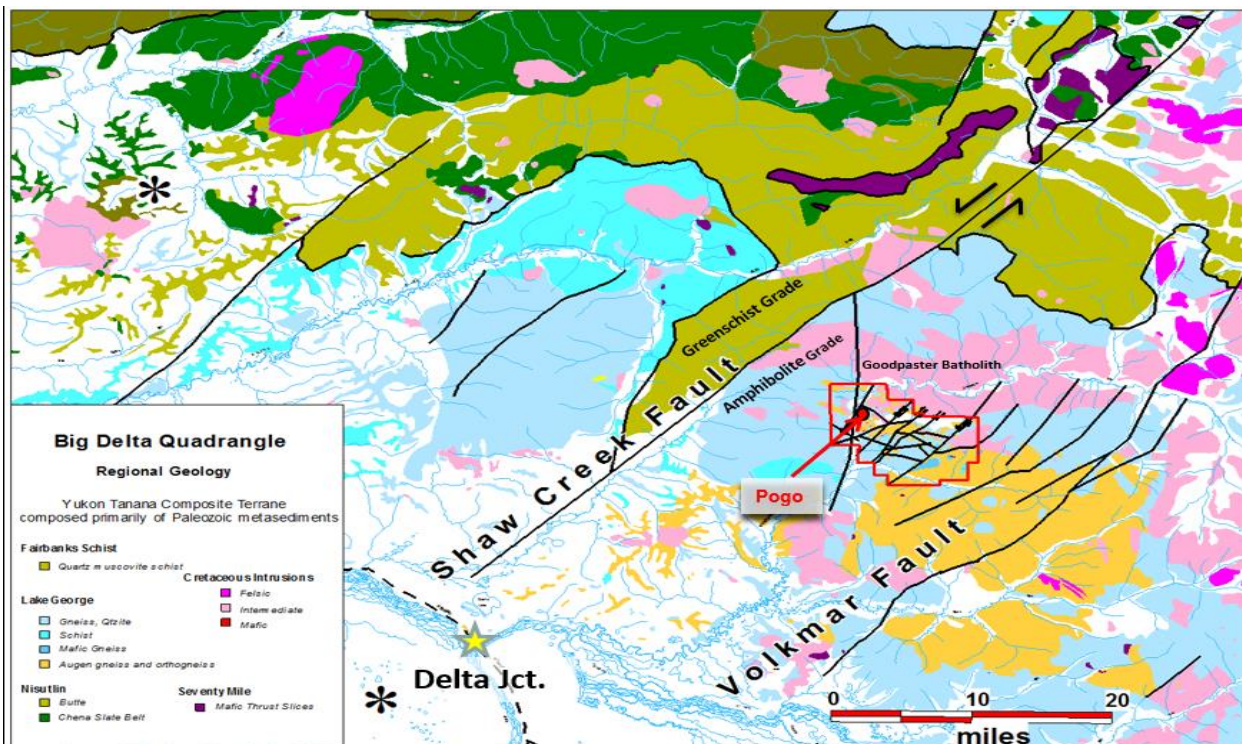 Greenschist Grade
Amphibolite Grade
Shaw Creek Fault
Goodpaster Batholith
Pogo
Volkmar Fault
Delta Jct.
0 10 20
miles
Big Delta Quadrangle
Regional Geology
Yukon Tanana Composite Terrane
composed primarily of Paleozoic metasediments
Fairbanks Schist
Quartz muscovite schist
Cretaceous Intrusions
Felsic
Intermediate
Mafic
Lake George
Gneiss, Qtzite
Schist
Mafic Gneiss
Augen gneiss and orthogneiss
Nisutlin
Butte
Chena Slate Belt
Seventy Mile
Mafic Thrust Slices